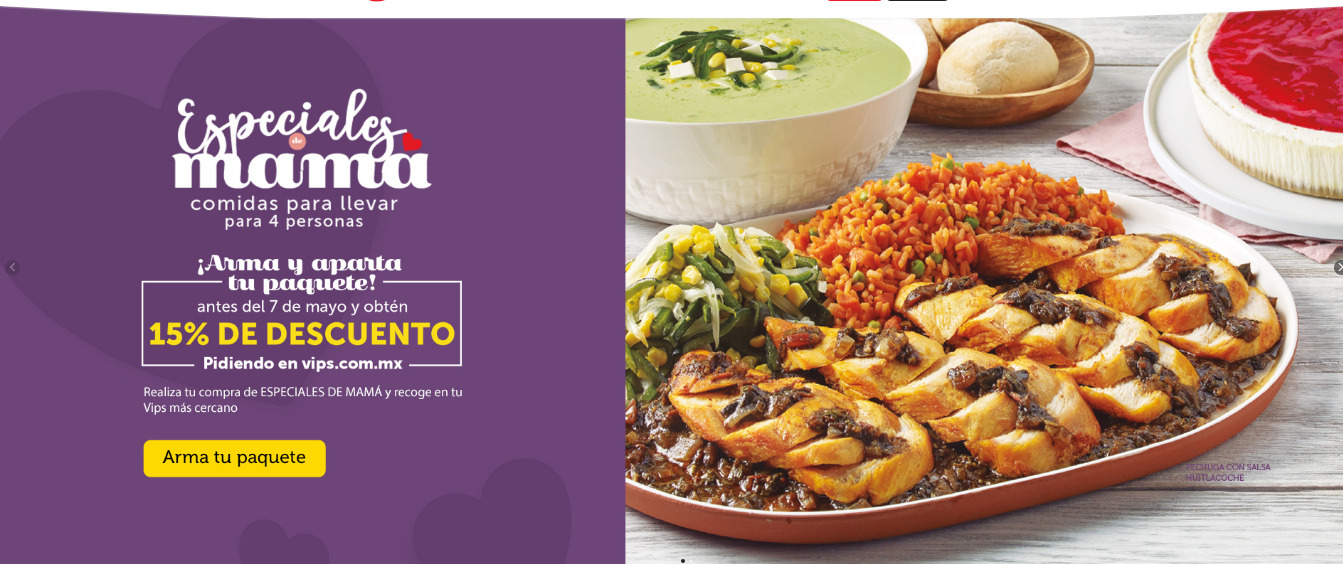 Especiales
de
mamá
comidas para llevar
para 4 personas
¡Arma y aparta
tu paquete!
antes del 7 de mayo y obtén
15% DE DESCUENTO
Pidiendo en vips.com.mx
Realiza tu compra de ESPECIALES DE MAMÁ y recoge en tu
Vips más cercano
Arma tu paquete
PECHUGA CON SALSA
HUITLACOCHE